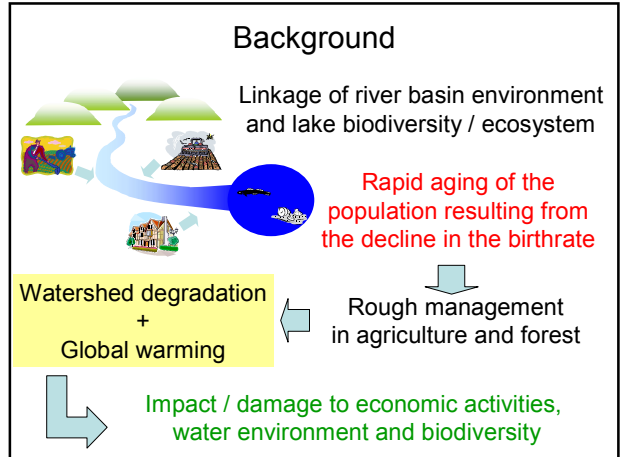 Background
Linkage of river basin environment
and lake biodiversity / ecosystem
Rapid aging of the
population resulting from
the decline in the birthrate
Rough management
in agriculture and forest
Watershed degradation
+
Global warming
Impact / damage to economic activities,
water environment and biodiversity